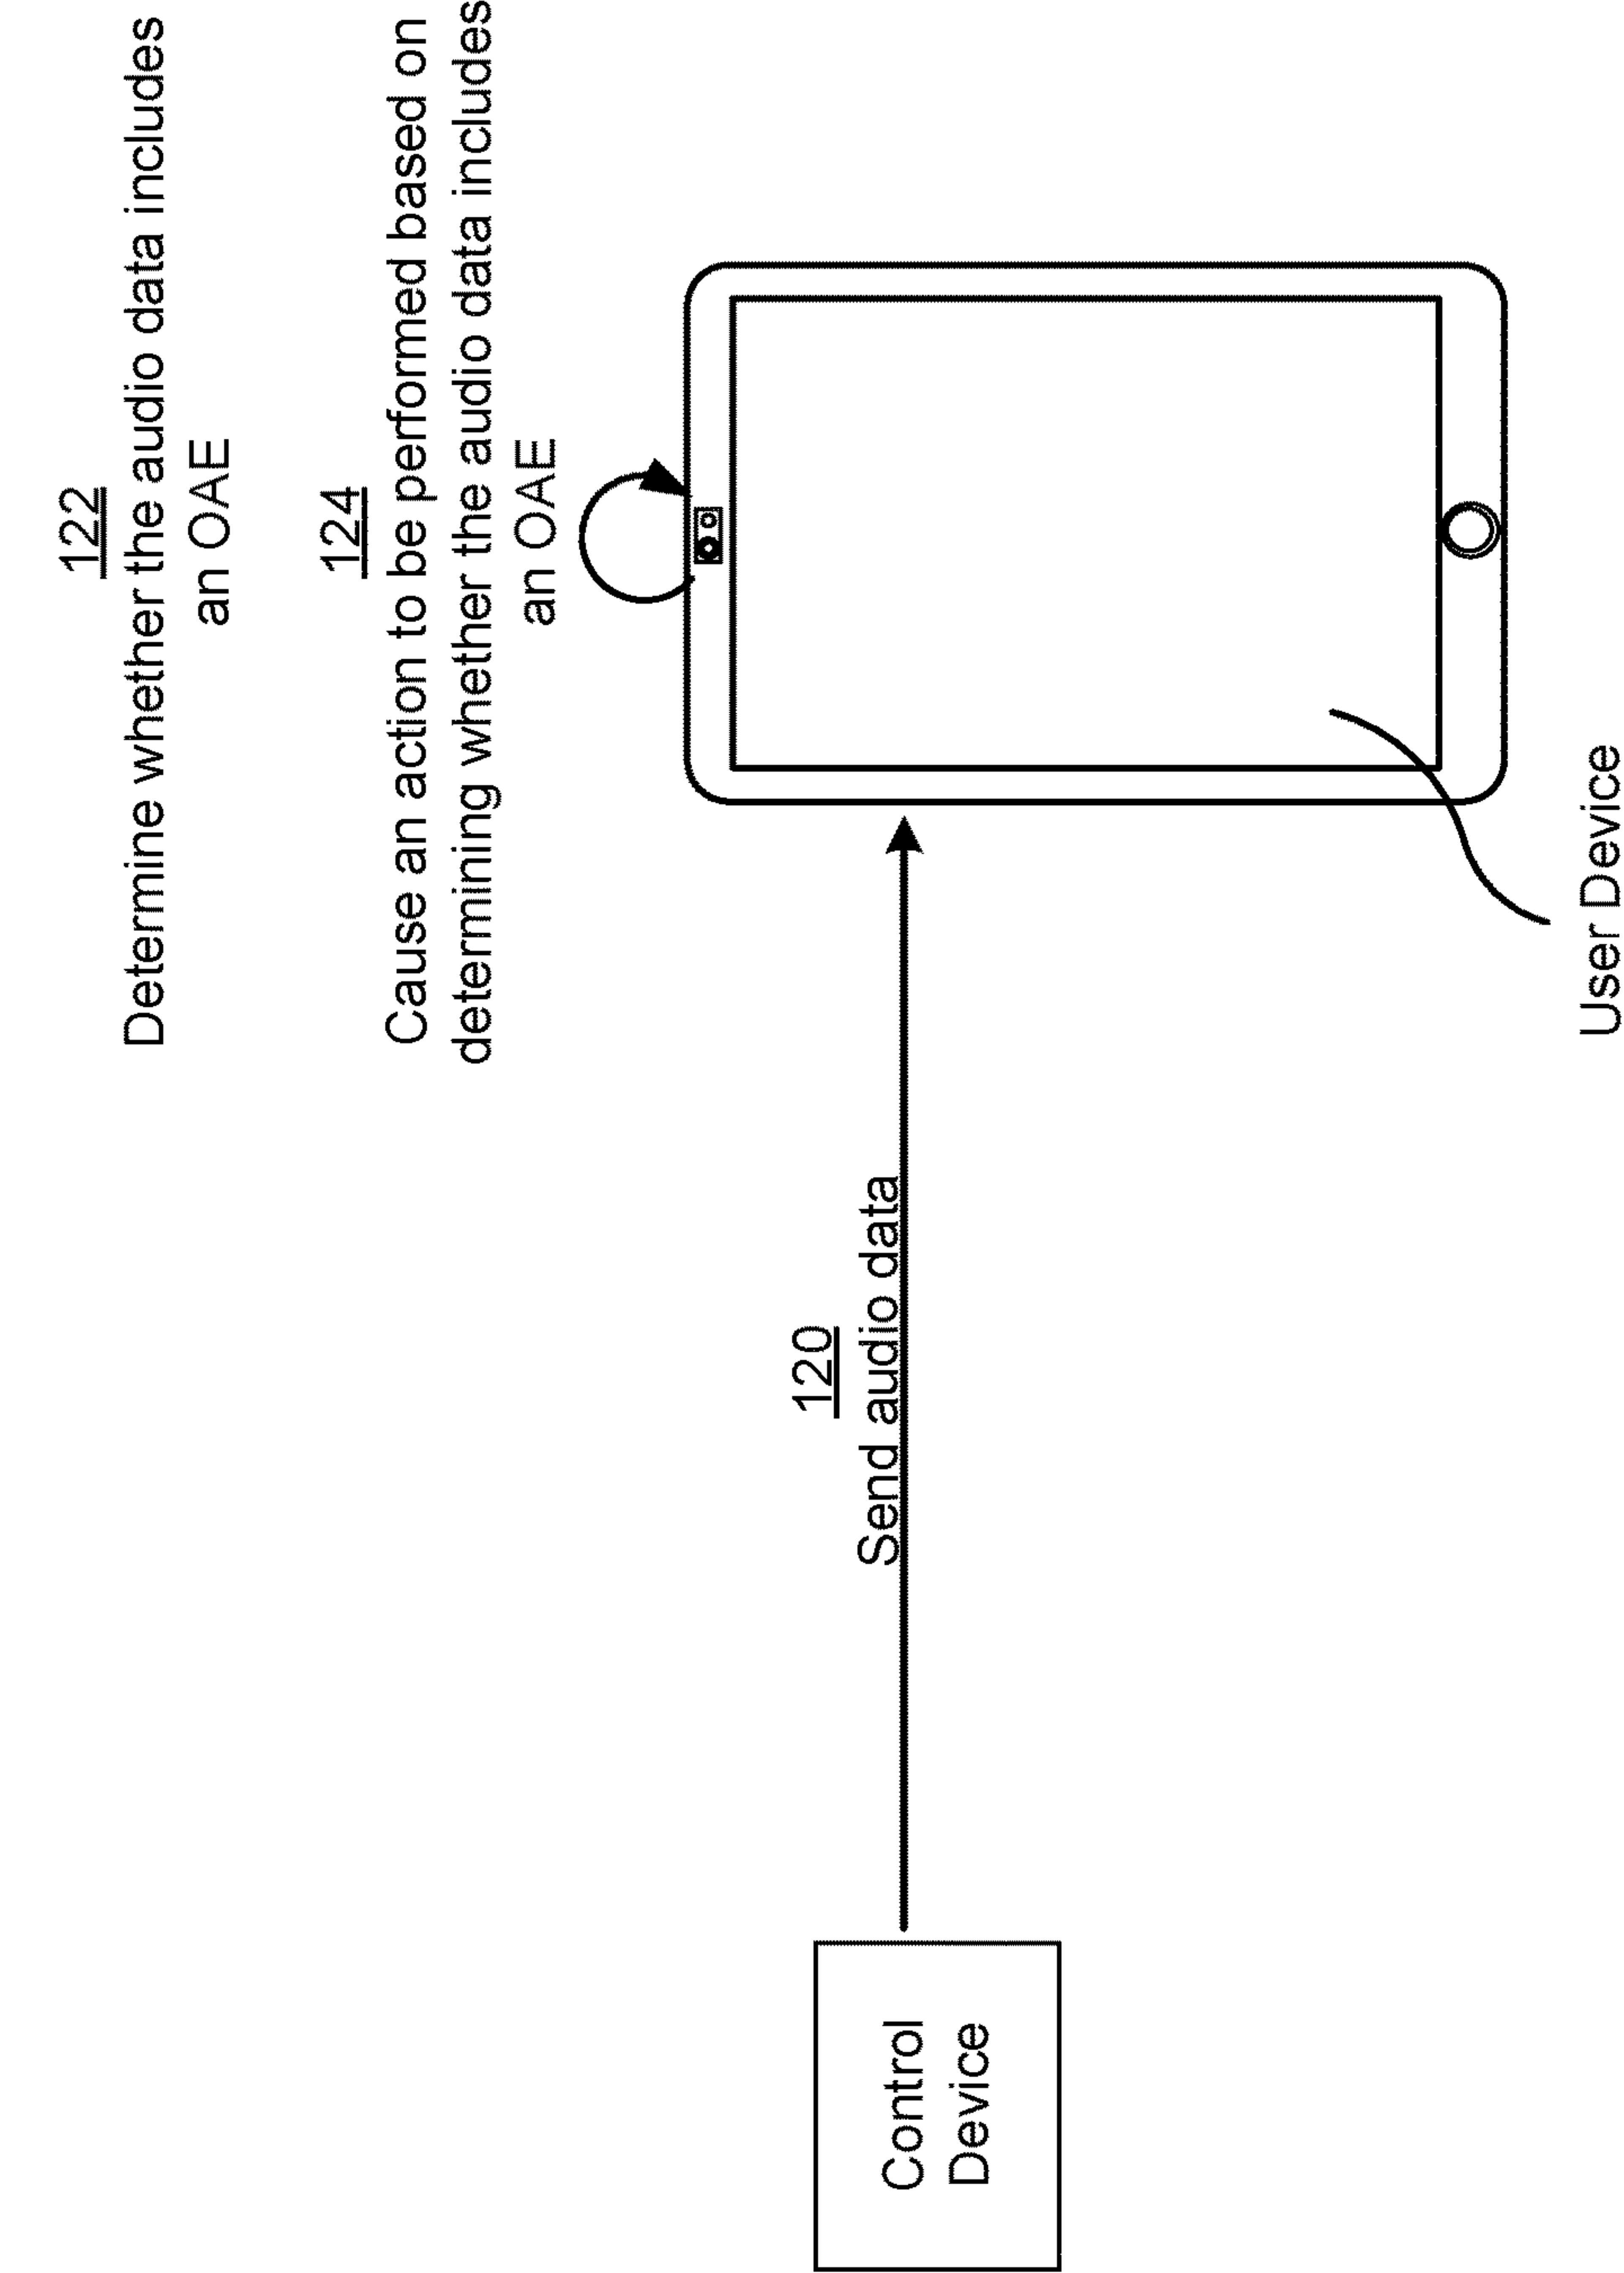 122
Determine whether the audio data includes
an OAE
124
Cause an action to be performed based on
determining whether the audio data includes
an OAE
120
Send audio data
Control
Device
User Device